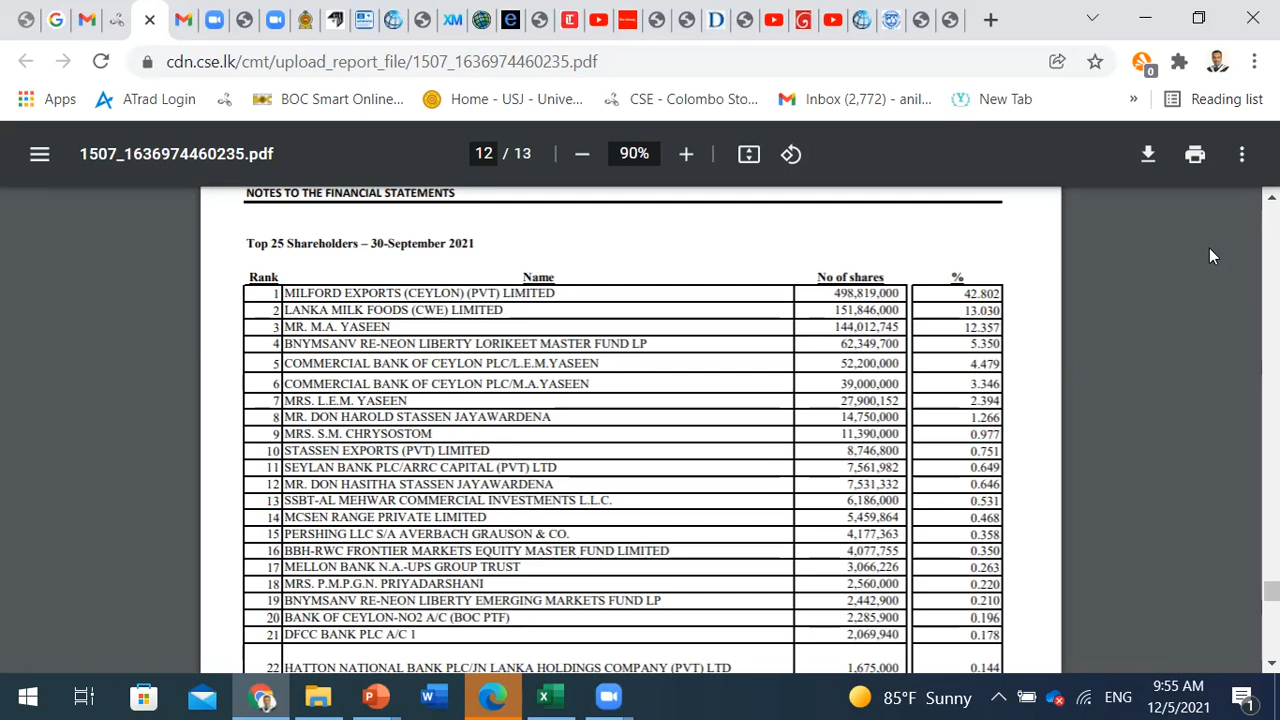 cdn.cse.lk/cmt/upload_report_file/1507_1636974460235.pdf
0
Apps ATrad Login BOC Smart Online... Home - USJ - Unive... CSE - Colombo Sto... Inbox (2,772) - anil... New Tab » Reading list
1507_1636974460235.pdf 12 / 13 90%
NOTES TO THE FINANCIAL STATEMENTS
Top 25 Shareholders – 30-September 2021
Rank Name No of shares %
1 MILFORD EXPORTS (CEYLON) (PVT) LIMITED 498,819,000 42.802
2 LANKA MILK FOODS (CWE) LIMITED 151,846,000 13.030
3 MR. M.A. YASEEN 144,012,745 12.357
4 BNYMSANV RE-NEON LIBERTY LORIKEET MASTER FUND LP 62,349,700 5.350
5 COMMERCIAL BANK OF CEYLON PLC/L.E.M.YASEEN 52,200,000 4.479
6 COMMERCIAL BANK OF CEYLON PLC/M.A.YASEEN 39,000,000 3.346
7 MRS. L.E.M. YASEEN 27,900,152 2.394
8 MR. DON HAROLD STASSEN JAYAWARDENA 14,750,000 1.266
9 MRS. S.M. CHRYSOSTOM 11,390,000 0.977
10 STASSEN EXPORTS (PVT) LIMITED 8,746,800 0.751
11 SEYLAN BANK PLC/ARRC CAPITAL (PVT) LTD 7,561,982 0.649
12 MR. DON HASITHA STASSEN JAYAWARDENA 7,531,332 0.646
13 SSBT-AL MEHWAR COMMERCIAL INVESTMENTS L.L.C. 6,186,000 0.531
14 MCSEN RANGE PRIVATE LIMITED 5,459,864 0.468
15 PERSHING LLC S/A AVERBACH GRAUSON & CO. 4,177,363 0.358
16 BBH-RWC FRONTIER MARKETS EQUITY MASTER FUND LIMITED 4,077,755 0.350
17 MELLON BANK N.A.-UPS GROUP TRUST 3,066,226 0.263
18 MRS. P.M.P.G.N. PRIYADARSHANI 2,560,000 0.220
19 BNYMSANV RE-NEON LIBERTY EMERGING MARKETS FUND LP 2,442,900 0.210
20 BANK OF CEYLON-NO2 A/C (BOC PTF) 2,285,900 0.196
21 DFCC BANK PLC A/C 1 2,069,940 0.178
22 HATTON NATIONAL BANK PLC/JN LANKA HOLDINGS COMPANY (PVT) LTD 1,675,000 0.144
85°F Sunny ENG 9:55 AM
12/5/2021 1